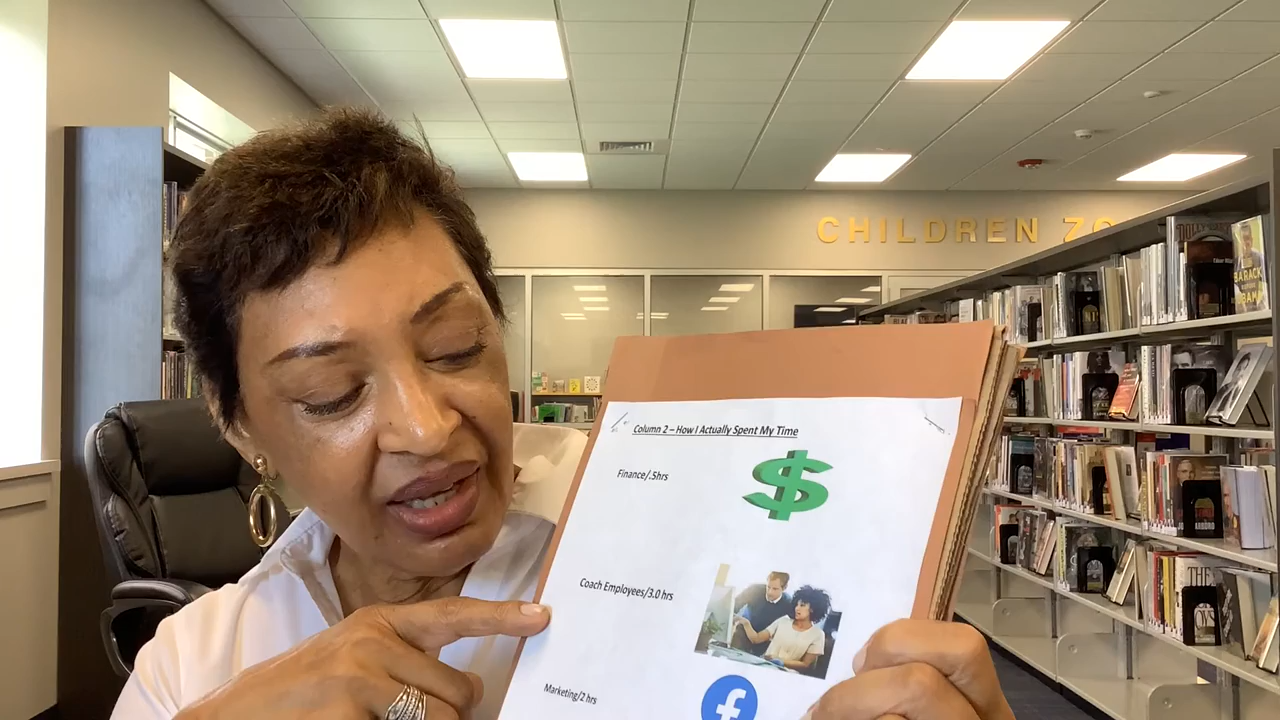 CHILDREN ZO
BARACK
OBAMA
Column 2 – How I Actually Spent My Time
Finance/.5hrs
Coach Employees/3.0 hrs
Marketing/2 hrs
THE